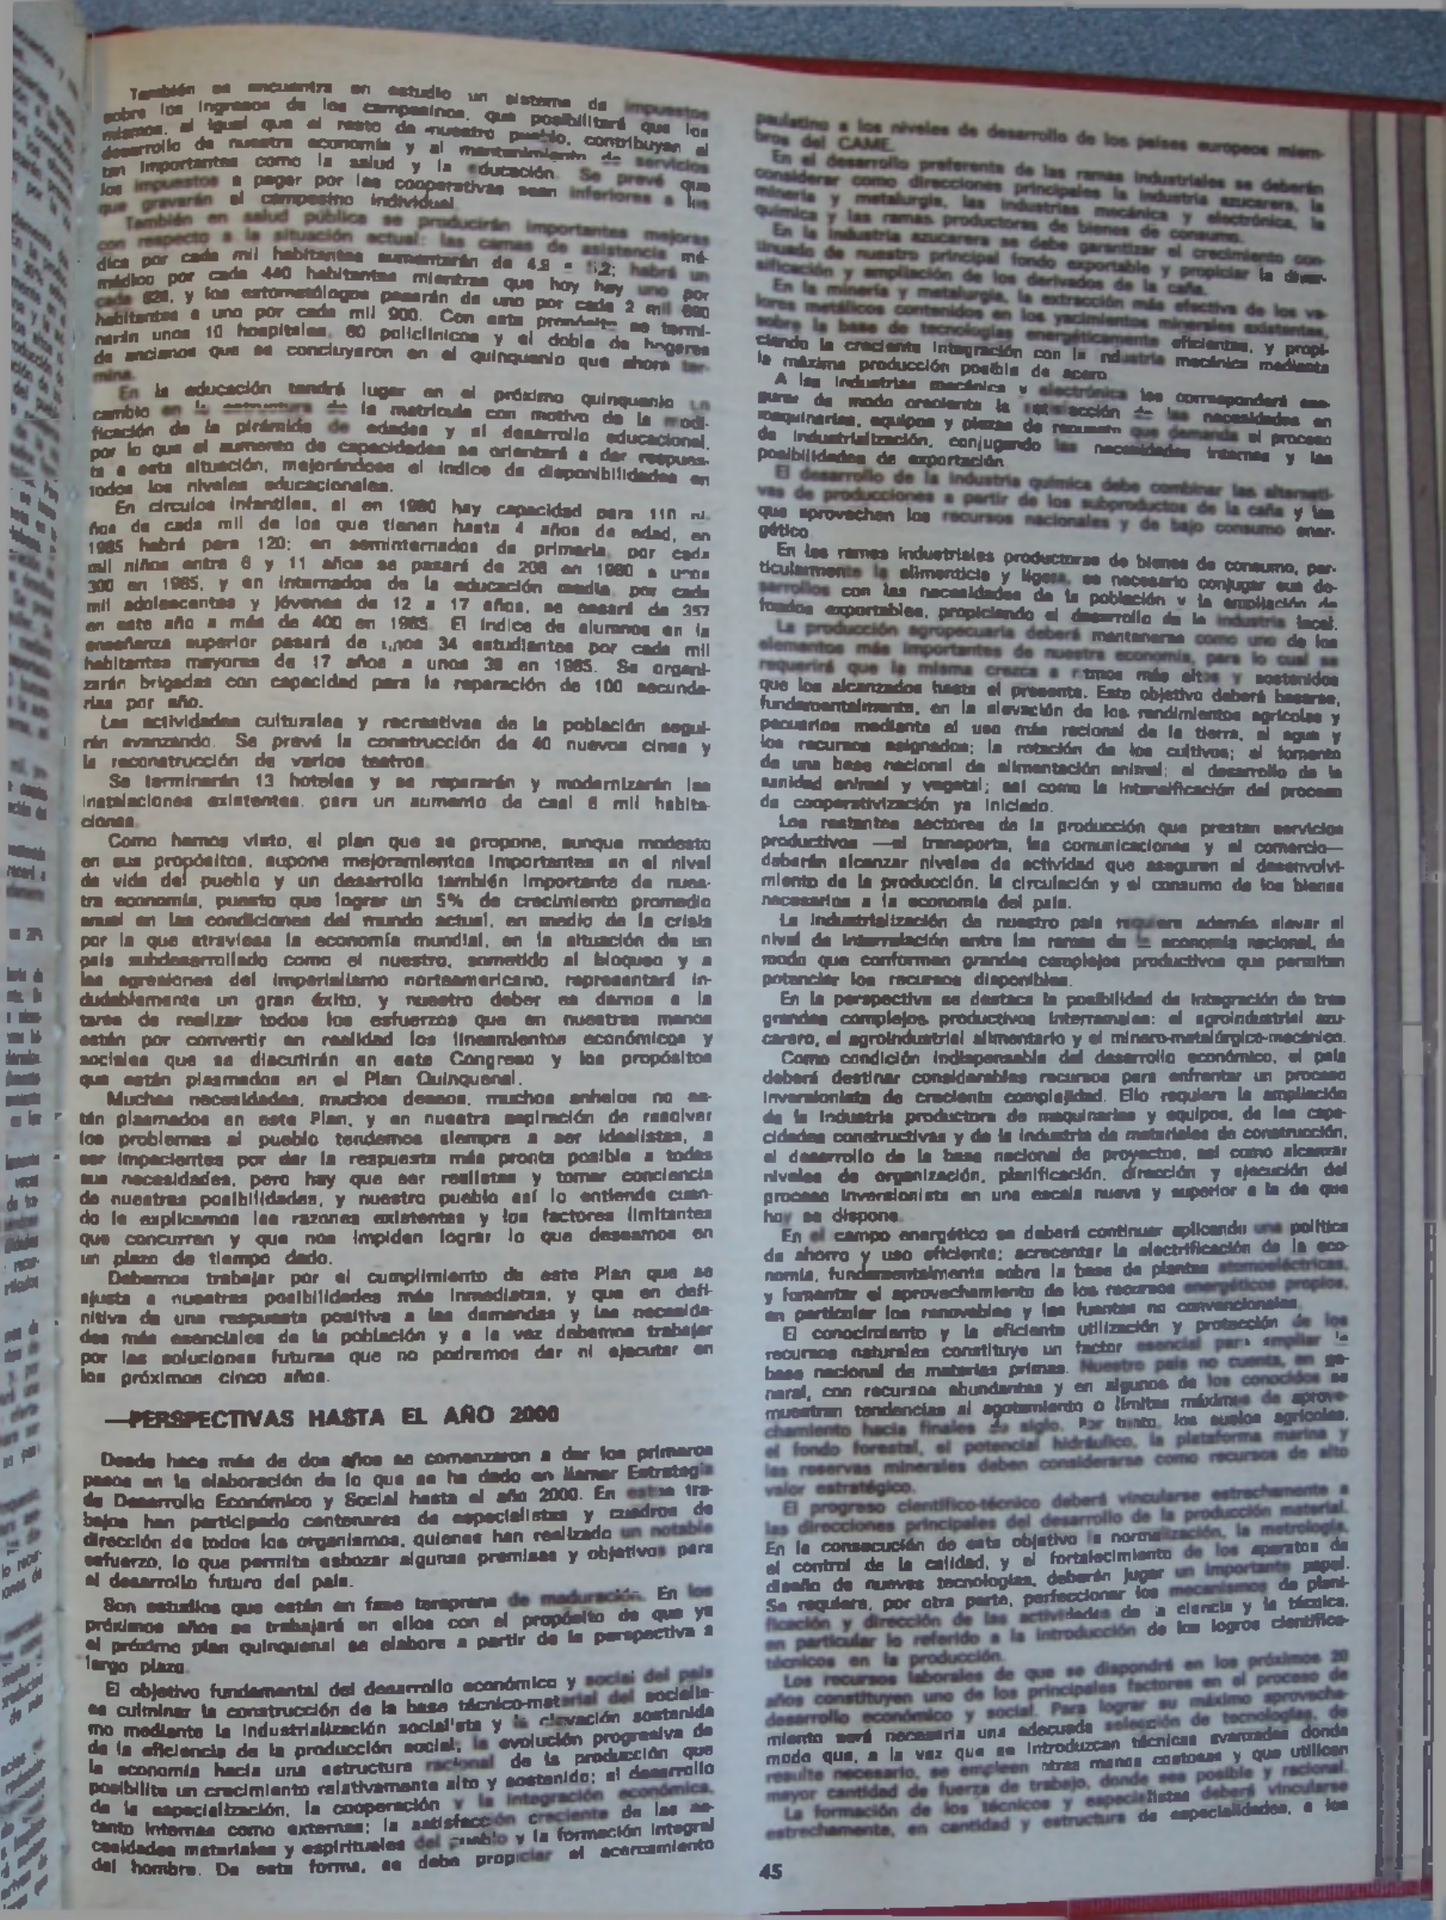 También se encuentra en estudio un sistema de impuestos
sobre los ingresos de los campesinos, que posibilitará que los
mismos, al igual que el resto de nuestro pueblo, contribuyan al
desarrollo de nuestra economía y al mantenimiento de servicios
tan importantes como la salud y la educación. Se prevé que
los impuestos a pagar por las cooperativas sean inferiores a los
que gravarán el campesino individual.
También en salud pública se producirán importantes mejoras
con respecto a la situación actual: las camas de asistencia mé-
dica por cada mil habitantes aumentarán de 4,9 a 5,2; habrá un
médico por cada 440 habitantes mientras que hoy hay uno por
cada 626, y los estomatólogos pasarán de uno por cada 2 mil 690
habitantes a uno por cada mil 900. Con este propósito se termi-
narán unos 10 hospitales, 60 policlínicos y el doble de hogares
de ancianos que se concluyeron en el quinquenio que ahora ter-
mina.
En la educación tendrá lugar en el próximo quinquenio un
cambio en la estructura de la matrícula con motivo de la modi-
ficación de la pirámide de edades y el desarrollo educacional,
por lo que el aumento de capacidades se orientará a dar respues-
ta a esta situación, mejorándose el índice de disponibilidades en
todos los niveles educacionales.
En círculos infantiles, si en 1980 hay capacidad para 110 ni-
ños de cada mil de los que tienen hasta 4 años de edad, en
1985 habrá para 120; en seminternados de primaria, por cada
mil niños entre 6 y 11 años se pasará de 208 en 1980 a unos
300 en 1985, y en internados de la educación media, por cada
mil adolescentes y jóvenes de 12 a 17 años, se pasará de 357
en este año a más de 400 en 1985. El índice de alumnos en la
enseñanza superior pasará de unos 34 estudiantes por cada mil
habitantes mayores de 17 años a unos 38 en 1985. Se organi-
zarán brigadas con capacidad para la reparación de 100 secunda-
rias por año.
Las actividades culturales y recreativas de la población segui-
rán avanzando. Se prevé la construcción de 40 nuevos cines y
la reconstrucción de varios teatros.
Se terminarán 13 hoteles y se repararán y modernizarán las
instalaciones existentes, para un aumento de casi 6 mil habita-
ciones.
Como hemos visto, el plan que se propone, aunque modesto
en sus propósitos, supone mejoramientos importantes en el nivel
de vida del pueblo y un desarrollo también importante de nues-
tra economía, puesto que lograr un 5% de crecimiento promedio
anual en las condiciones del mundo actual, en medio de la crisis
por la que atraviesa la economía mundial, en la situación de un
país subdesarrollado como el nuestro, sometido al bloqueo y a
las agresiones del imperialismo norteamericano, representará in-
dudablemente un gran éxito, y nuestro deber es darnos a la
tarea de realizar todos los esfuerzos que en nuestras manos
están por convertir en realidad los lineamientos económicos y
sociales que se discutirán en este Congreso y los propósitos
que están plasmados en el Plan Quinquenal.
Muchas necesidades, muchos deseos, muchos anhelos no es-
tán plasmados en este Plan, y en nuestra aspiración de resolver
los problemas al pueblo tendemos siempre a ser idealistas, a
ser impacientes por dar la respuesta más pronta posible a todas
sus necesidades, pero hay que ser realistas y tomar conciencia
de nuestras posibilidades, y nuestro pueblo así lo entiende cuan-
do le explicamos las razones existentes y los factores limitantes
que concurren y que nos impiden lograr lo que deseamos en
un plazo de tiempo dado.
Debemos trabajar por el cumplimiento de este Plan que se
ajusta a nuestras posibilidades más inmediatas, y que en defi-
nitiva da una respuesta positiva a las demandas y las necesida-
des más esenciales de la población y a la vez debemos trabajar
por las soluciones futuras que no podremos dar ni ejecutar en
los próximos cinco años.
—PERSPECTIVAS HASTA EL AÑO 2000
Desde hace más de dos años se comenzaron a dar los primeros
pasos en la elaboración de lo que se ha dado en llamar Estrategia
de Desarrollo Económico y Social hasta el año 2000. En estos tra-
bajos han participado centenares de especialistas y cuadros de
dirección de todos los organismos, quienes han realizado un notable
esfuerzo, lo que permite esbozar algunas premisas y objetivos para
el desarrollo futuro del país.
Son estudios que están en fase temprana de maduración. En los
próximos años se trabajará en ellos con el propósito de que ya
el próximo plan quinquenal se elabore a partir de la perspectiva a
largo plazo.
El objetivo fundamental del desarrollo económico y social del país
es culminar la construcción de la base técnico-material del socialis-
mo mediante la industrialización socialista y la elevación sostenida
de la eficiencia de la producción social; la evolución progresiva de
la economía hacia una estructura racional de la producción que
posibilite un crecimiento relativamente alto y sostenido; el desarrollo
de la especialización, la cooperación y la integración económica,
tanto internas como externas; la satisfacción creciente de las ne-
cesidades materiales y espirituales del pueblo y la formación integral
del hombre. De esta forma, se debe propiciar el acercamiento
paulatino a los niveles de desarrollo de los países europeos miem-
bros del CAME.
En el desarrollo preferente de las ramas industriales se deberán
considerar como direcciones principales la industria azucarera, la
minería y metalurgia, las industrias mecánica y electrónica, la
química y las ramas productoras de bienes de consumo.
En la industria azucarera se debe garantizar el crecimiento con-
tinuado de nuestro principal fondo exportable y propiciar la diver-
sificación y ampliación de los derivados de la caña.
En la minería y metalurgia, la extracción más efectiva de los va-
lores metálicos contenidos en los yacimientos minerales existentes,
sobre la base de tecnologías energéticamente eficientes, y propi-
ciando la creciente integración con la industria mecánica mediante
la máxima producción posible de acero.
A las industrias mecánica y electrónica les corresponderá ase-
gurar de modo creciente la satisfacción de las necesidades en
maquinarias, equipos y piezas de repuesto que demanda el proceso
de industrialización, conjugando las necesidades internas y las
posibilidades de exportación.
El desarrollo de la industria química debe combinar las alternati-
vas de producciones a partir de los subproductos de la caña y las
que aprovechen los recursos nacionales y de bajo consumo ener-
gético.
En las ramas industriales productoras de bienes de consumo, par-
ticularmente la alimenticia y ligera, es necesario conjugar sus de-
sarrollos con las necesidades de la población y la ampliación de
fondos exportables, propiciando el desarrollo de la industria local.
La producción agropecuaria deberá mantenerse como uno de los
elementos más importantes de nuestra economía, para lo cual se
requerirá que la misma crezca a ritmos más altos y sostenidos
que los alcanzados hasta el presente. Este objetivo deberá basarse,
fundamentalmente, en la elevación de los rendimientos agrícolas y
pecuarios mediante el uso más racional de la tierra, el agua y
los recursos asignados; la rotación de los cultivos; el fomento
de una base nacional de alimentación animal; el desarrollo de la
sanidad animal y vegetal; así como la intensificación del proceso
de cooperativización ya iniciado.
Los restantes sectores de la producción que prestan servicios
productivos —el transporte, las comunicaciones y el comercio—
deberán alcanzar niveles de actividad que aseguren el desenvolvi-
miento de la producción, la circulación y el consumo de los bienes
necesarios a la economía del país.
La industrialización de nuestro país requiere además elevar el
nivel de interrelación entre las ramas de la economía nacional, de
modo que conformen grandes complejos productivos que permitan
potenciar los recursos disponibles.
En la perspectiva se destaca la posibilidad de integración de tres
grandes complejos productivos interramales: el agroindustrial azu-
carero, el agroindustrial alimentario y el minero-metalúrgico-mecánico.
Como condición indispensable del desarrollo económico, el país
deberá destinar considerables recursos para enfrentar un proceso
inversionista de creciente complejidad. Ello requiere la ampliación
de la industria productora de maquinarias y equipos, de las capa-
cidades constructivas y de la industria de materiales de construcción,
el desarrollo de la base nacional de proyectos, así como alcanzar
niveles de organización, planificación, dirección y ejecución del
proceso inversionista en una escala nueva y superior a la de que
hoy se dispone.
En el campo energético se deberá continuar aplicando una política
de ahorro y uso eficiente; acrecentar la electrificación de la eco-
nomía, fundamentalmente sobre la base de plantas atomoeléctricas,
y fomentar el aprovechamiento de los recursos energéticos propios,
en particular los renovables y las fuentes no convencionales.
El conocimiento y la eficiente utilización y protección de los
recursos naturales constituye un factor esencial para ampliar la
base nacional de materias primas. Nuestro país no cuenta, en ge-
neral, con recursos abundantes y en algunos de los conocidos se
muestran tendencias al agotamiento o límites máximos de aprove-
chamiento hacia finales de siglo. Por tanto, los suelos agrícolas,
el fondo forestal, el potencial hidráulico, la plataforma marina y
las reservas minerales deben considerarse como recursos de alto
valor estratégico.
El progreso científico-técnico deberá vincularse estrechamente a
las direcciones principales del desarrollo de la producción material.
En la consecución de este objetivo la normalización, la metrología,
el control de la calidad, y el fortalecimiento de los aparatos de
diseño de nuevas tecnologías, deberán jugar un importante papel.
Se requiere, por otra parte, perfeccionar los mecanismos de plani-
ficación y dirección de las actividades de la ciencia y la técnica,
en particular lo referido a la introducción de los logros científico-
técnicos en la producción.
Los recursos laborales de que se dispondrá en los próximos 20
años constituyen uno de los principales factores en el proceso de
desarrollo económico y social. Para lograr su máximo aprovecha-
miento será necesaria una adecuada selección de tecnologías, de
modo que, a la vez que se introduzcan técnicas avanzadas donde
resulte necesario, se empleen otras menos costosas y que utilicen
mayor cantidad de fuerza de trabajo, donde sea posible y racional.
La formación de los técnicos y especialistas deberá vincularse
estrechamente, en cantidad y estructura de especialidades, a los
45